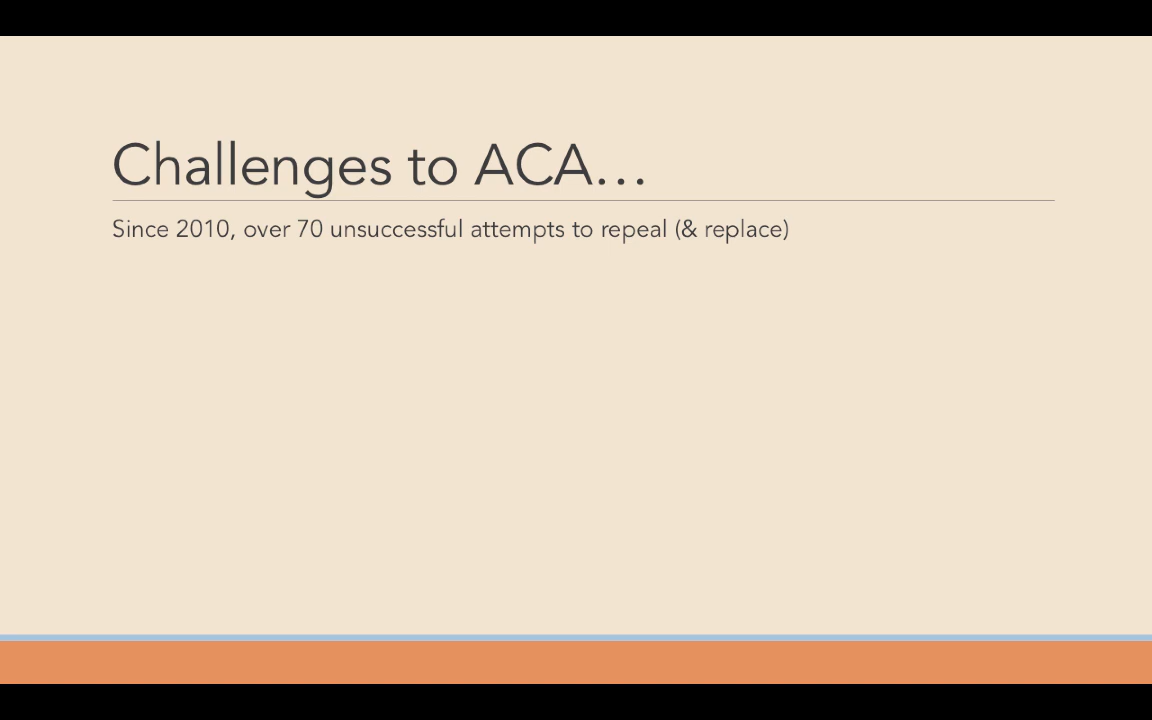 Challenges to ACA…
Since 2010, over 70 unsuccessful attempts to repeal (& replace)